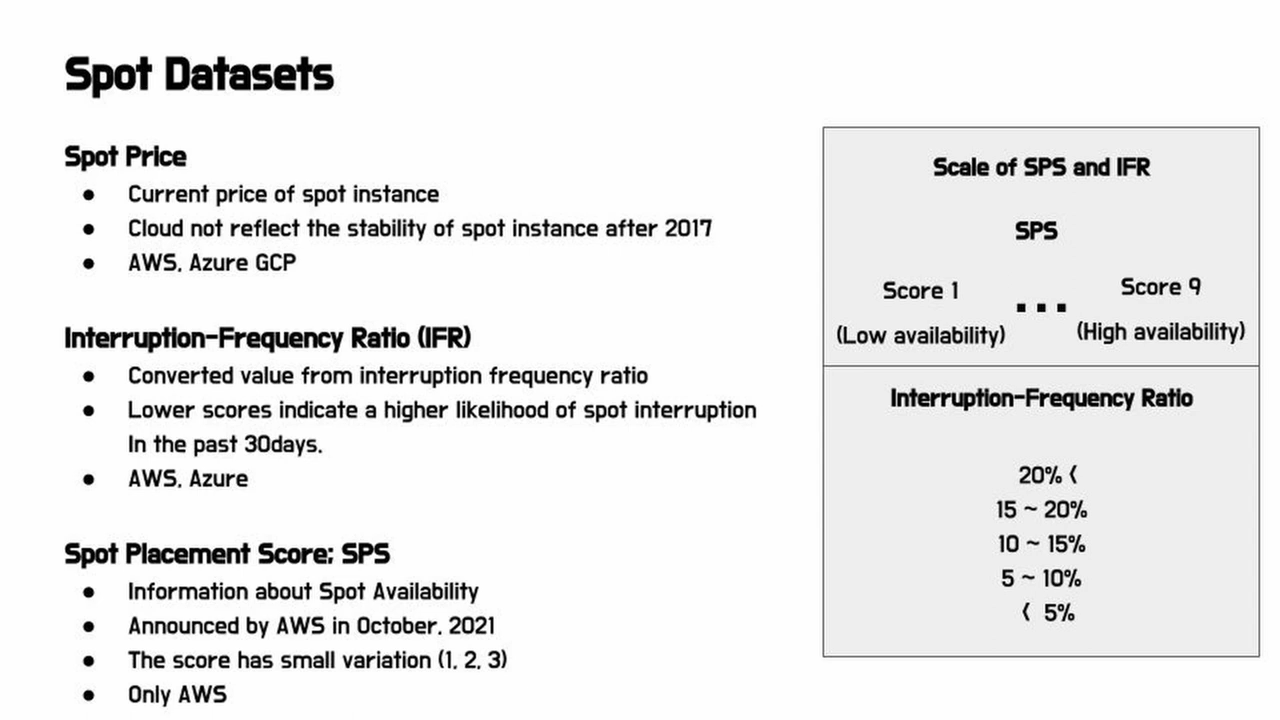 Spot Datasets
Spot Price
● Current price of spot instance
● Cloud not reflect the stability of spot instance after 2017
● AWS, Azure GCP
Interruption-Frequency Ratio (IFR)
● Converted value from interruption frequency ratio
● Lower scores indicate a higher likelihood of spot interruption
In the past 30days.
● AWS, Azure
Spot Placement Score; SPS
● Information about Spot Availability
● Announced by AWS in October, 2021
● The score has small variation (1, 2, 3)
● Only AWS
Scale of SPS and IFR
SPS
Score 1 ... Score 9
(Low availability) (High availability)
Interruption-Frequency Ratio
20% <
15 ~ 20%
10 ~ 15%
5 ~ 10%
< 5%